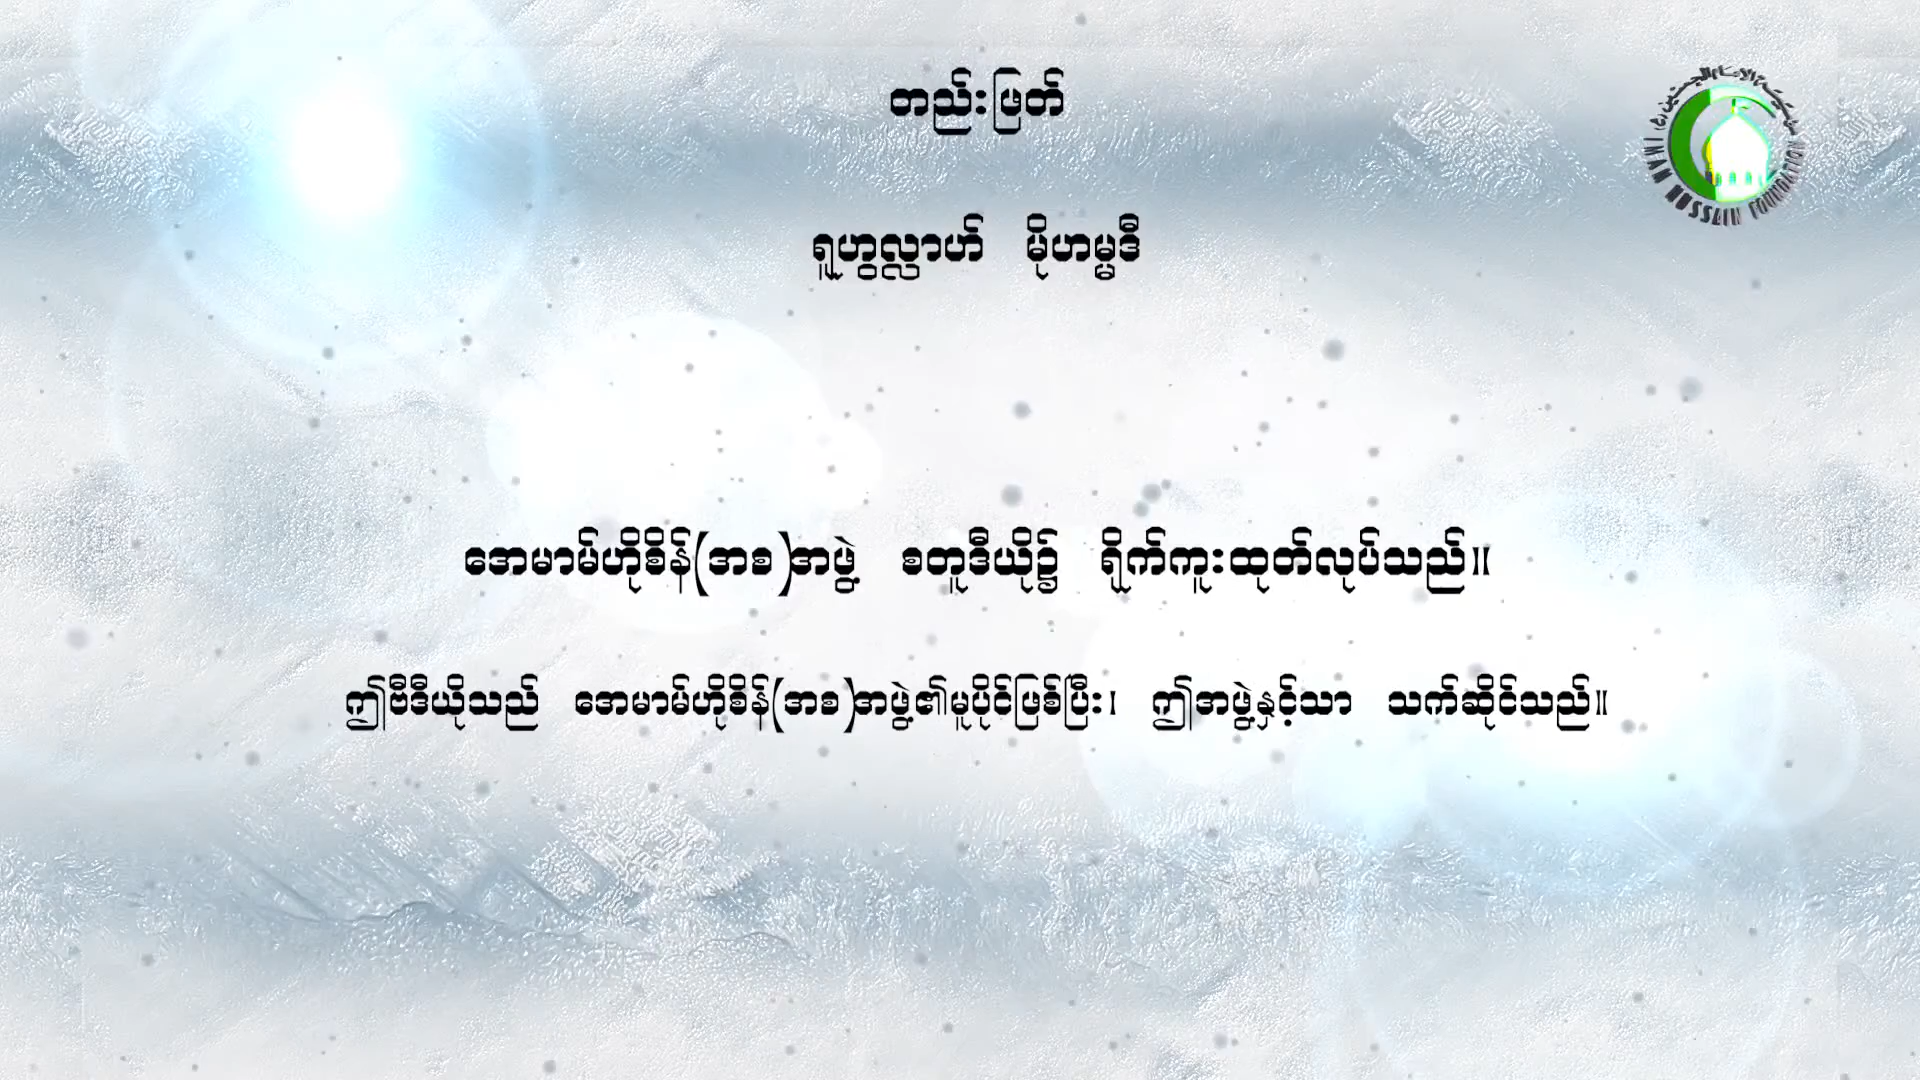 တည်းဖြတ်
ရူဟွလ္လာဟ် မိုဟမ္မဒီ
အေမာမ်ဟိုစိန်(အစ)အဖွဲ့ စတူဒီယို၌ ရိုက်ကူးထုတ်လုပ်သည်။
ဤဗီဒီယိုသည် အေမာမ်ဟိုစိန်(အစ)အဖွဲ့၏မူပိုင်ဖြစ်ပြီး၊ ဤအဖွဲ့နှင့်သာ သက်ဆိုင်သည်။
IMAM HUSSAIN FOUNDATION